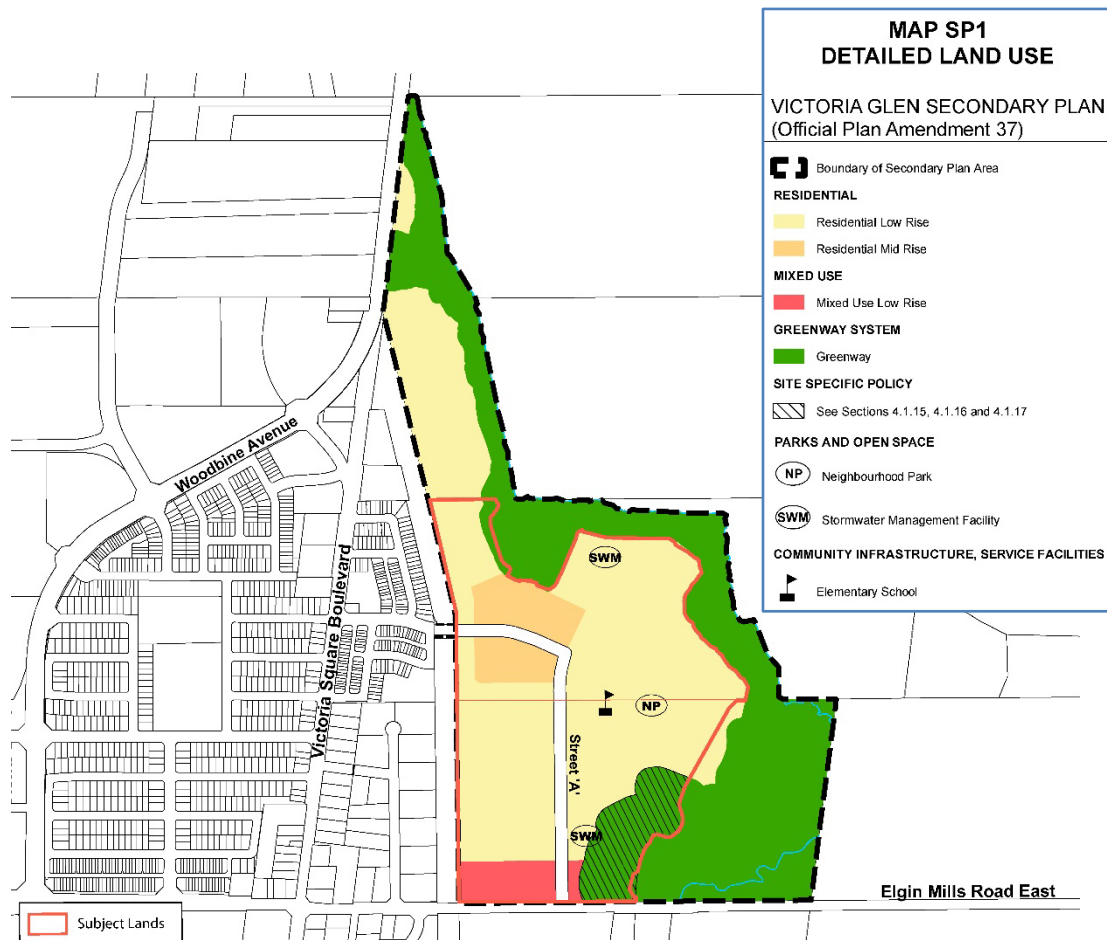 MAP SP1
DETAILED LAND USE
VICTORIA GLEN SECONDARY PLAN
(Official Plan Amendment 37)
Boundary of Secondary Plan Area
RESIDENTIAL
Residential Low Rise
Residential Mid Rise
MIXED USE
Mixed Use Low Rise
GREENWAY SYSTEM
Greenway
SITE SPECIFIC POLICY
See Sections 4.1.15, 4.1.16 and 4.1.17
PARKS AND OPEN SPACE
NP
Neighbourhood Park
SWM
Stormwater Management Facility
COMMUNITY INFRASTRUCTURE, SERVICE FACILITIES
Elementary School
Woodbine Avenue
Victoria Square Boulevard
SWM
NP
Street 'A'
SWM
Elgin Mills Road East
Subject Lands